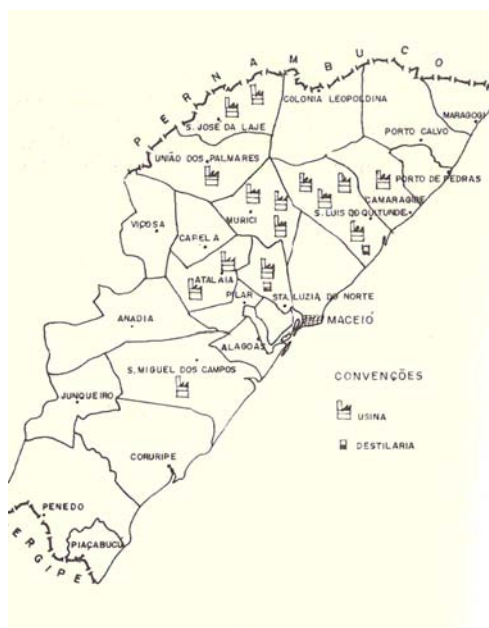 PERNAMBUCO
COLONIA LEOPOLDINA
MARAGOGI
S. JOSÉ DA LAJE
PORTO CALVO
UNIÃO DOS PALMARES
PORTO DE PEDRAS
CAMARAGIBE
MURICI
S. LUIS DO QUITUNDE
VIÇOSA
CAPELA
ATALAIA
PILAR
STA. LUZIA DO NORTE
MACEIÓ
ANADIA
ALAGOAS
S. MIGUEL DOS CAMPOS
CONVENÇÕES
JUNQUEIRO
USINA
DESTILARIA
CORURIPE
PENEDO
PIAÇABUCÚ
ERGIPE